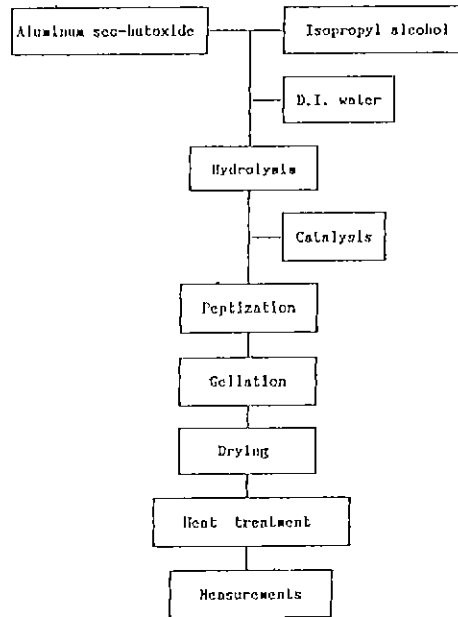 Aluminum sec-butoxide
Isopropyl alcohol
D.I. water
Hydrolysis
Catalysis
Peptization
Gellation
Drying
Heat treatment
Measurements